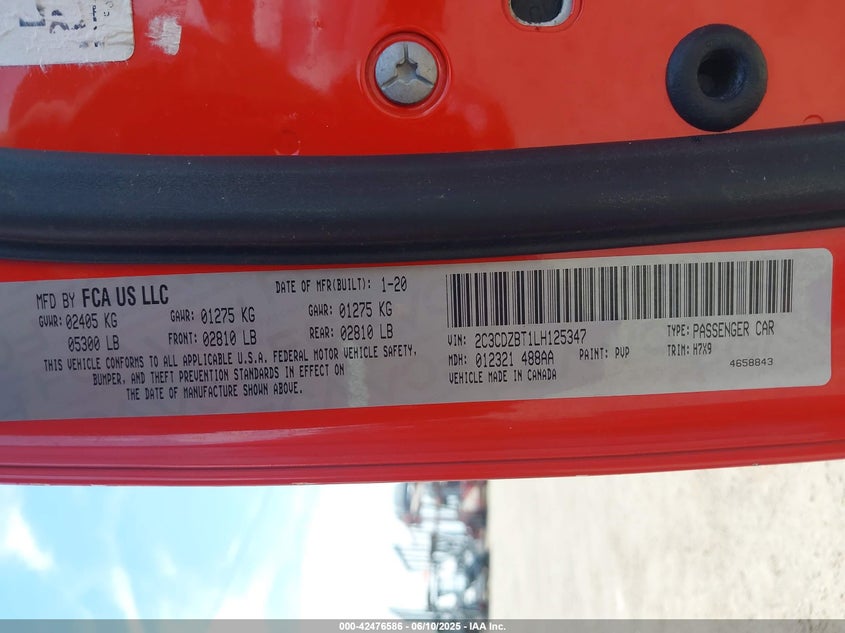 MFD BY FCA US LLC
DATE OF MFR(BUILT): 1-20
GVWR: 02405 KG GAWR: 01275 KG GAWR: 01275 KG
05300 LB FRONT: 02810 LB REAR: 02810 LB
THIS VEHICLE CONFORMS TO ALL APPLICABLE U.S.A. FEDERAL MOTOR VEHICLE SAFETY,
BUMPER, AND THEFT PREVENTION STANDARDS IN EFFECT ON
THE DATE OF MANUFACTURE SHOWN ABOVE.
VIN: 2C3CDZBT1LH125347 TYPE: PASSENGER CAR
MDH: 012321 488AA PAINT: PVP TRIM: H7X9
VEHICLE MADE IN CANADA 4658843
000-42476586 - 06/10/2025 - IAA Inc.